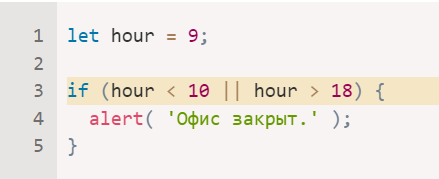 1 let hour = 9;
2
3 if (hour < 10 || hour > 18) {
4   alert( 'Офис закрыт.' );
5 }